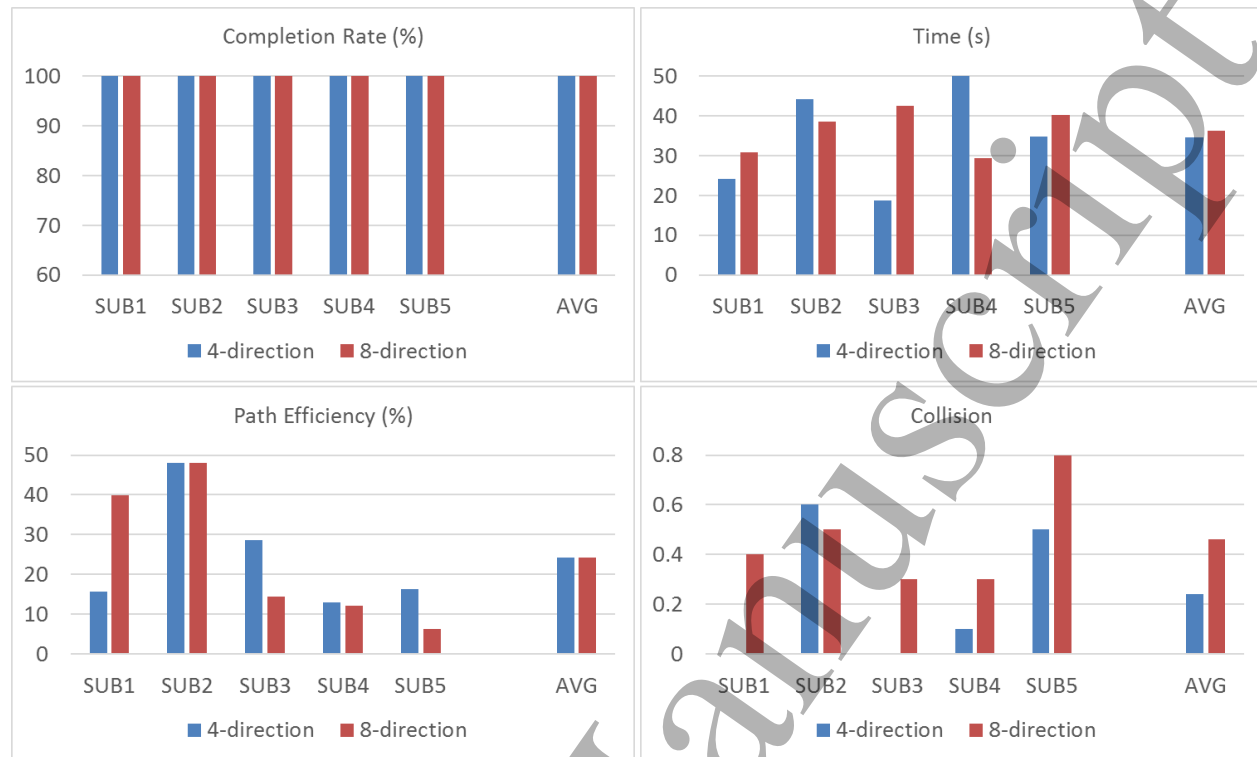 Completion Rate (%)
100
90
80
70
60
SUB1 SUB2 SUB3 SUB4 SUB5 AVG
4-direction 8-direction
Time (s)
50
40
30
20
10
0
SUB1 SUB2 SUB3 SUB4 SUB5 AVG
4-direction 8-direction
Path Efficiency (%)
50
40
30
20
10
0
SUB1 SUB2 SUB3 SUB4 SUB5 AVG
4-direction 8-direction
Collision
0.8
0.6
0.4
0.2
0
SUB1 SUB2 SUB3 SUB4 SUB5 AVG
4-direction 8-direction
anuscript